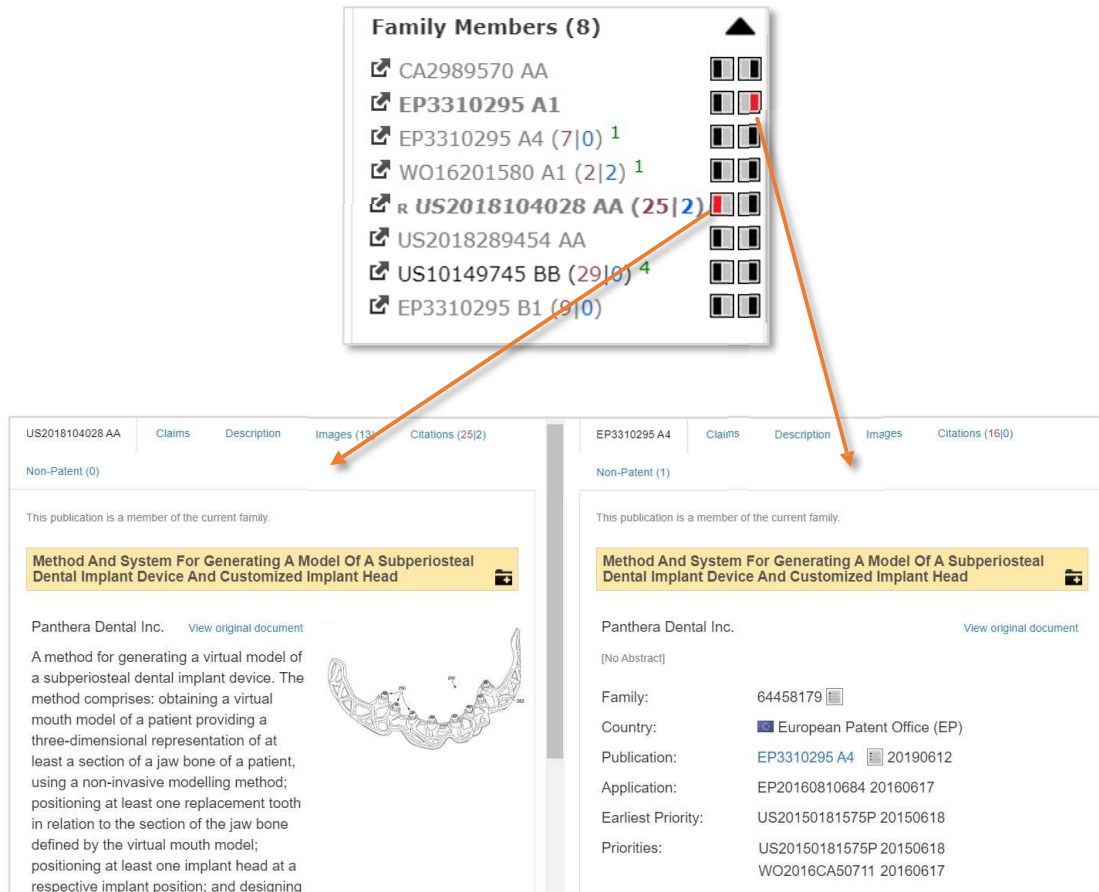 Family Members (8)
CA2989570 AA
EP3310295 A1
EP3310295 A4 (7|0) 1
WO16201580 A1 (2|2) 1
R US2018104028 AA (25|2)
US2018289454 AA
US10149745 BB (29|0) 4
EP3310295 B1 (9|0)
US2018104028 AA Claims Description Images (13) Citations (25|2)
Non-Patent (0)
This publication is a member of the current family.
Method And System For Generating A Model Of A Subperiosteal
Dental Implant Device And Customized Implant Head
Panthera Dental Inc. View original document
A method for generating a virtual model of
a subperiosteal dental implant device. The
method comprises: obtaining a virtual
mouth model of a patient providing a
three-dimensional representation of at
least a section of a jaw bone of a patient,
using a non-invasive modelling method;
positioning at least one replacement tooth
in relation to the section of the jaw bone
defined by the virtual mouth model;
positioning at least one implant head at a
respective implant position; and designing
EP3310295 A4 Claims Description Images Citations (16|0)
Non-Patent (1)
This publication is a member of the current family.
Method And System For Generating A Model Of A Subperiosteal
Dental Implant Device And Customized Implant Head
Panthera Dental Inc. View original document
[No Abstract]
Family: 64458179
Country: European Patent Office (EP)
Publication: EP3310295 A4 20190612
Application: EP20160810684 20160617
Earliest Priority: US20150181575P 20150618
Priorities: US20150181575P 20150618
WO2016CA50711 20160617